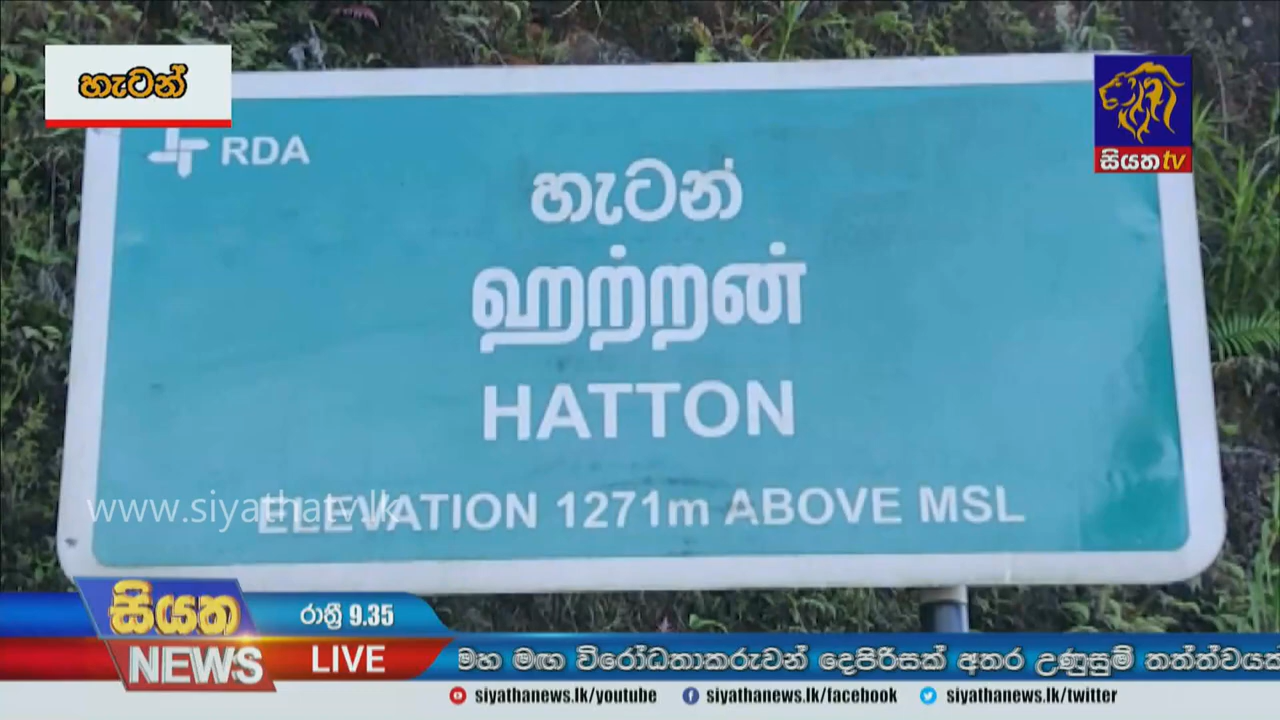 හැටන්
සියත tv
RDA
හැටන්
ஹற்றன்
HATTON
ELEVATION 1271m ABOVE MSL
www.siyathatv.lk
සියත
NEWS
රාත්‍රී 9.35
LIVE
මහ මඟ විරෝධතාකරුවන් දෙපිරිසක් අතර උණුසුම් තත්ත්වයක්
siyathanews.lk/youtube
siyathanews.lk/facebook
siyathanews.lk/twitter